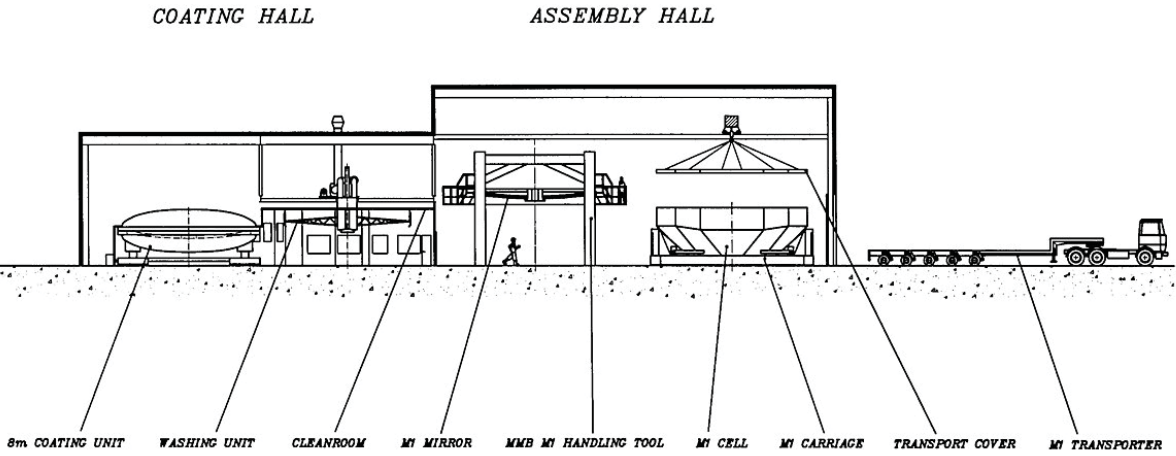 COATING HALL
ASSEMBLY HALL
8m COATING UNIT
WASHING UNIT
CLEANROOM
M1 MIRROR
MMB M1 HANDLING TOOL
M1 CELL
M1 CARRIAGE
TRANSPORT COVER
M1 TRANSPORTER